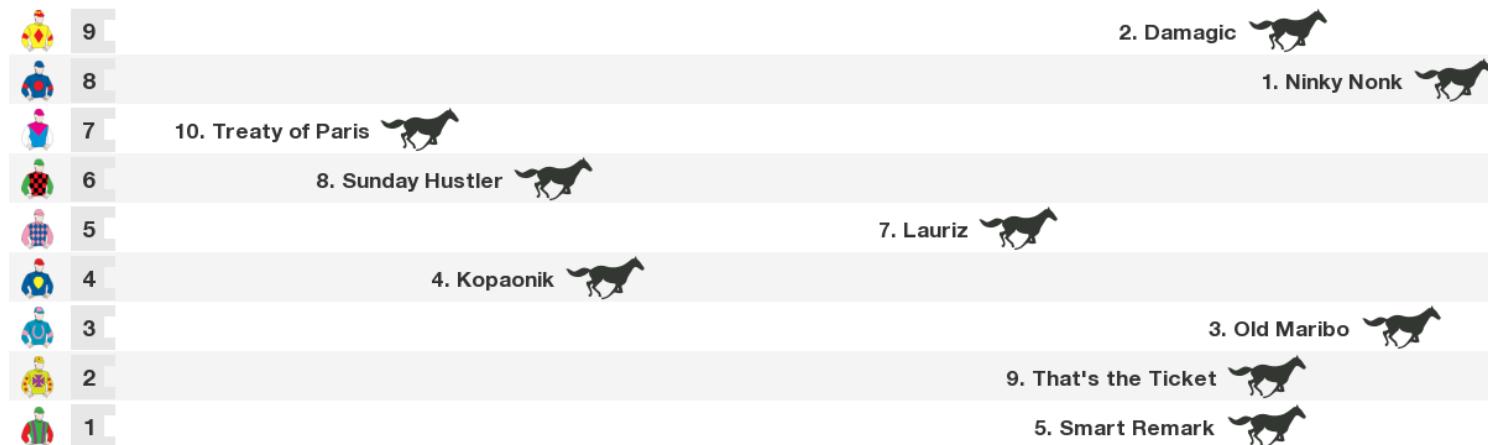 9 2. Damagic
8 1. Ninky Nonk
7 10. Treaty of Paris
6 8. Sunday Hustler
5 7. Lauriz
4 4. Kopaonik
3 3. Old Maribo
2 9. That's the Ticket
1 5. Smart Remark